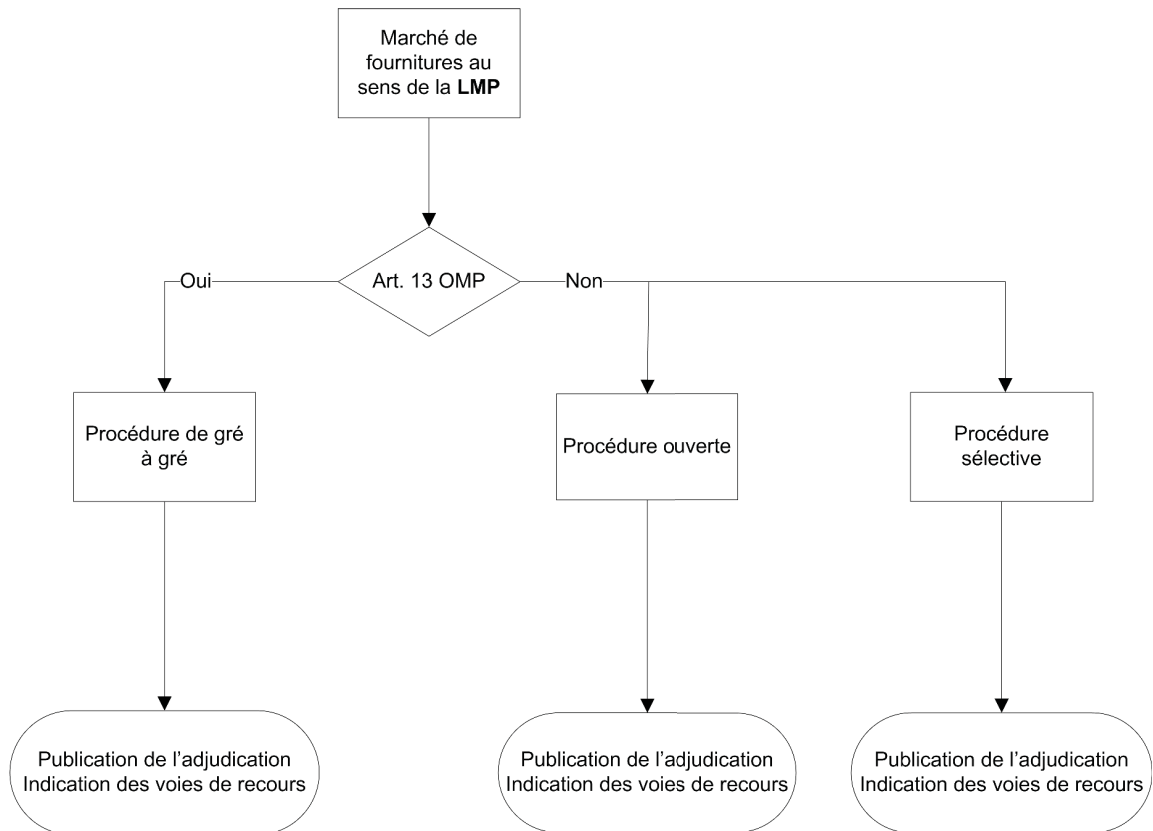 Marché de
fournitures au
sens de la LMP
Oui
Art. 13 OMP
Non
Procédure de gré
à gré
Procédure ouverte
Procédure
sélective
Publication de l’adjudication
Indication des voies de recours
Publication de l’adjudication
Indication des voies de recours
Publication de l’adjudication
Indication des voies de recours